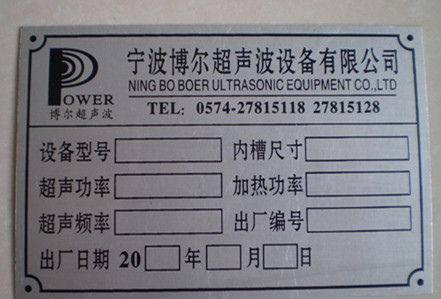 宁波博尔超声波设备有限公司
NING BO BOER ULTRASONIC EQUIPMENT CO.,LTD
POWER
博尔超声波
TEL: 0574-27815118 27815128
设备型号 内槽尺寸
超声功率 加热功率
超声频率 出厂编号
出厂日期 20 年 月 日